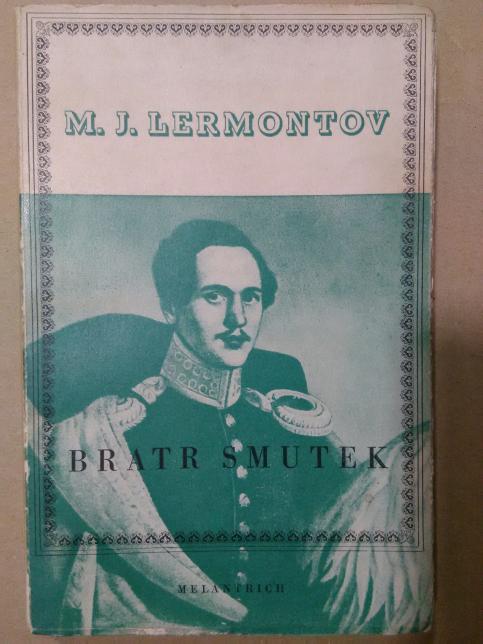 M. J. LERMONTOV
BRATR SMUTEK
MELANTRICH